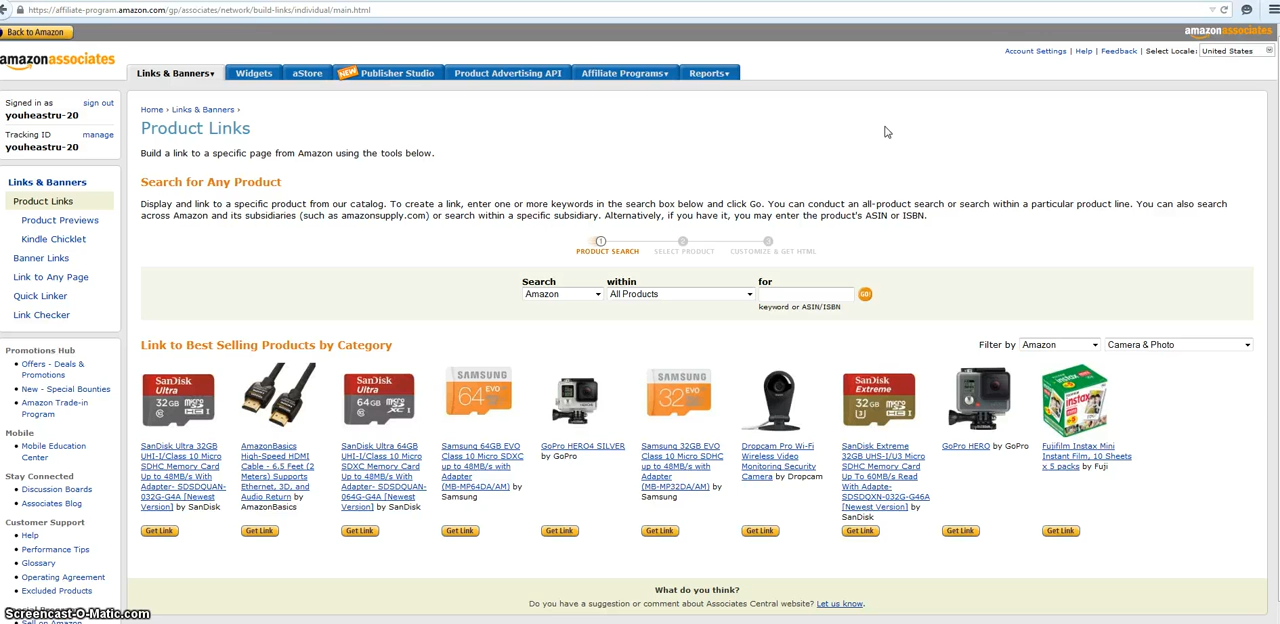 https://affiliate-program.amazon.com/gp/associates/network/build-links/individual/main.html
Back to Amazon
amazonassociates
Account Settings | Help | Feedback | Select Locale: United States
amazonassociates
Links & Banners
Widgets
aStore
NEW Publisher Studio
Product Advertising API
Affiliate Programs
Reports
Signed in as sign out
youheastru-20
Tracking ID manage
youheastru-20
Links & Banners
Product Links
Product Previews
Kindle Chicklet
Banner Links
Link to Any Page
Quick Linker
Link Checker
Promotions Hub
Offers - Deals &
Promotions
New - Special Bounties
Amazon Trade-in
Program
Mobile
Mobile Education
Center
Stay Connected
Discussion Boards
Associates Blog
Customer Support
Help
Performance Tips
Glossary
Operating Agreement
Excluded Products
Screencast-O-Matic.com
Home › Links & Banners ›
Product Links
Build a link to a specific page from Amazon using the tools below.
Search for Any Product
Display and link to a specific product from our catalog. To create a link, enter one or more keywords in the search box below and click Go. You can conduct an all-product search or search within a particular product line. You can also search
across Amazon and its subsidiaries (such as amazonsupply.com) or search within a specific subsidiary. Alternatively, if you have it, you may enter the product's ASIN or ISBN.
1 2 3
PRODUCT SEARCH SELECT PRODUCT CUSTOMIZE & GET HTML
Search within for
Amazon All Products GO!
keyword or ASIN/ISBN
Link to Best Selling Products by Category
Filter by Amazon Camera & Photo
SanDisk Ultra 32GB
UHI-I/Class 10 Micro
SDHC Memory Card
Up to 48MB/s With
Adapter- SDSDQUAN-
032G-G4A [Newest
Version] by SanDisk
Get Link
AmazonBasics
High-Speed HDMI
Cable - 6.5 Feet (2
Meters) Supports
Ethernet, 3D, and
Audio Return by
AmazonBasics
Get Link
SanDisk Ultra 64GB
UHI-I/Class 10 Micro
SDXC Memory Card
Up to 48MB/s With
Adapter- SDSDQUAN-
064G-G4A [Newest
Version] by SanDisk
Get Link
Samsung 64GB EVO
Class 10 Micro SDXC
up to 48MB/s with
Adapter
(MB-MP64DA/AM) by
Samsung
Get Link
GoPro HERO4 SILVER
by GoPro
Get Link
Samsung 32GB EVO
Class 10 Micro SDHC
up to 48MB/s with
Adapter
(MB-MP32DA/AM) by
Samsung
Get Link
Dropcam Pro Wi-Fi
Wireless Video
Monitoring Security
Camera by Dropcam
Get Link
SanDisk Extreme
32GB UHS-I/U3 Micro
SDHC Memory Card
Up To 60MB/s Read
With Adapte-
SDSDQXN-032G-G46A
[Newest Version] by
SanDisk
Get Link
GoPro HERO by GoPro
Get Link
Fujifilm Instax Mini
Instant Film, 10 Sheets
x 5 packs by Fuji
Get Link
What do you think?
Do you have a suggestion or comment about Associates Central website? Let us know.